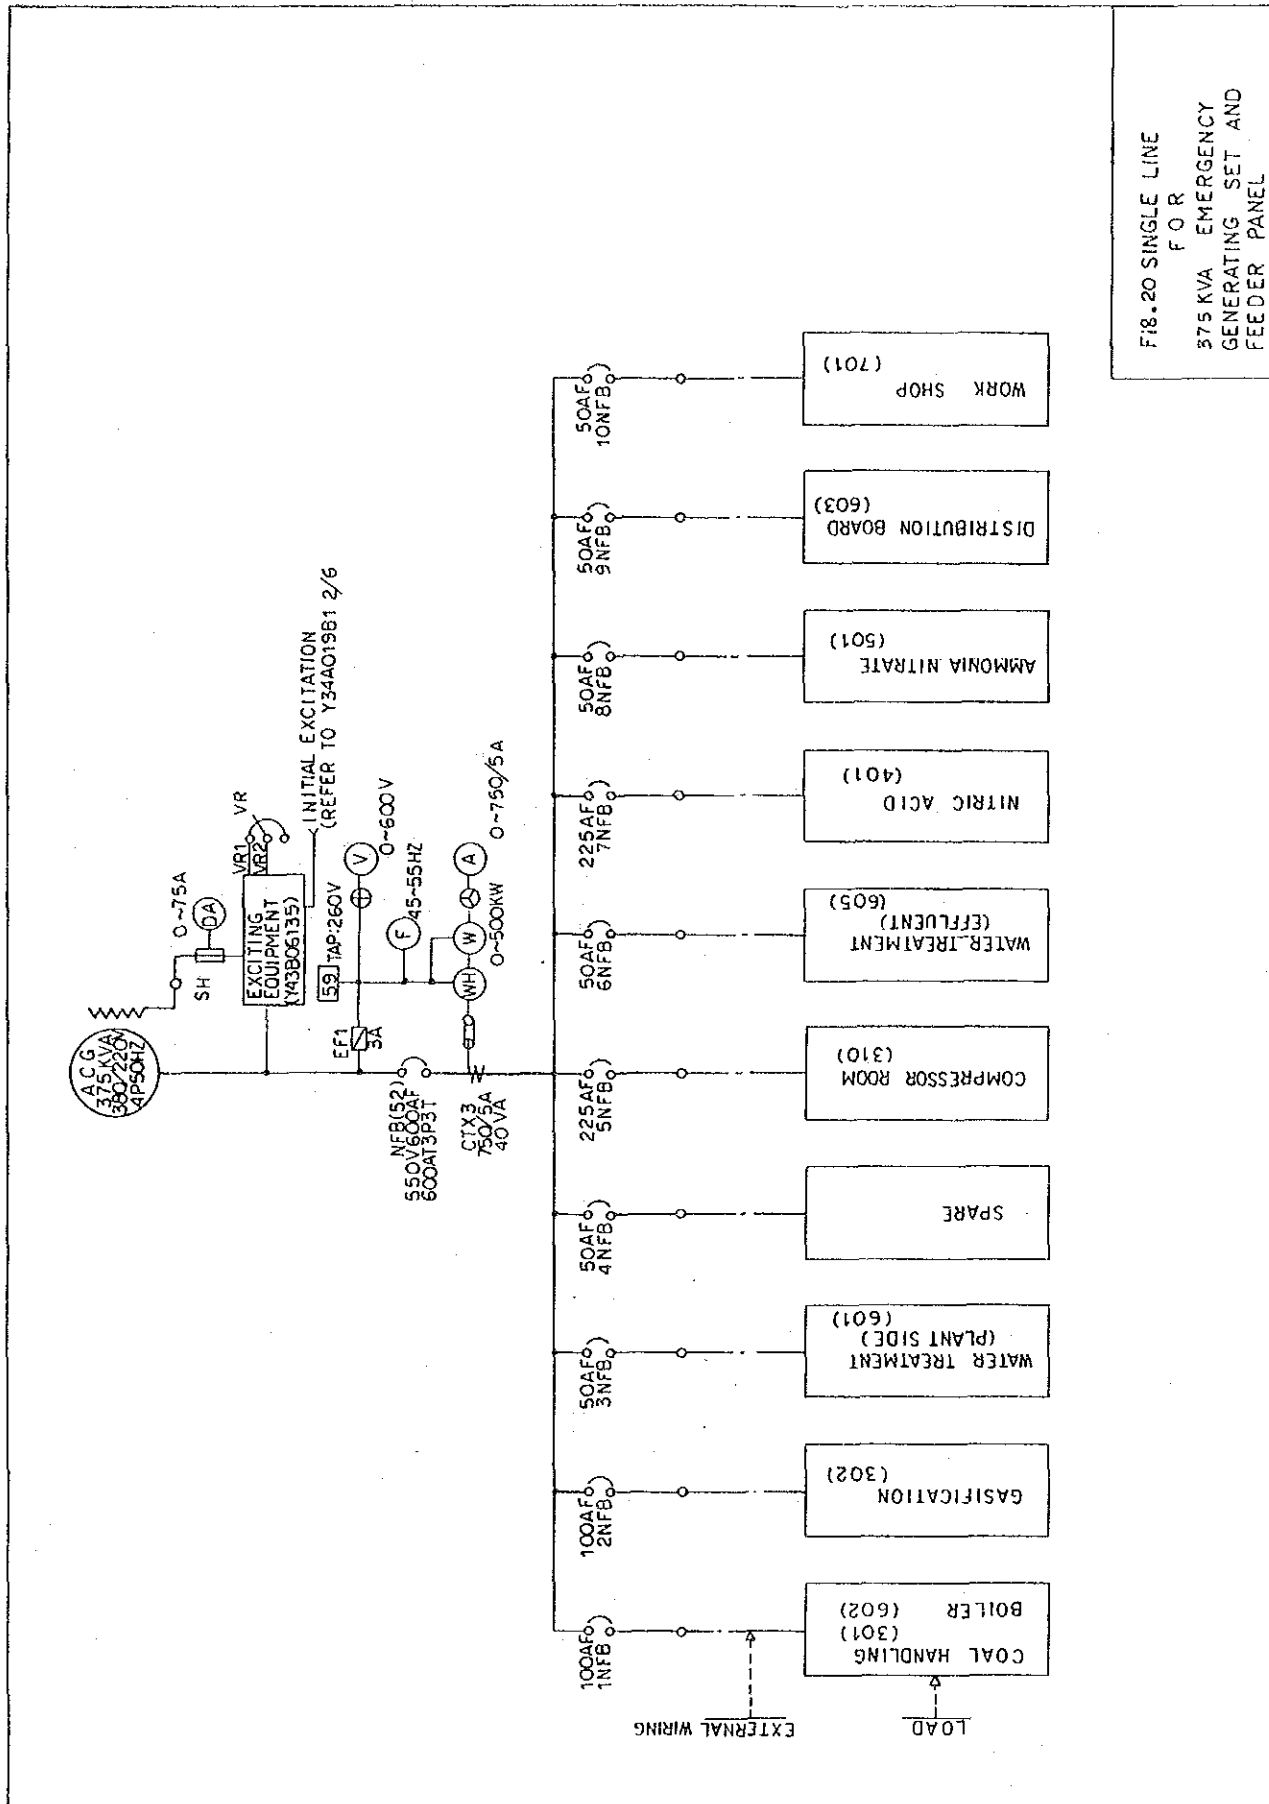 A C G
375 KVA
380/220V
4P50HZ
SH
0~75A
DA
EXCITING
EQUIPMENT
(Y43B06135)
VR1
VR2
VR
INITIAL EXCITATION
(REFER TO Y34A019B1 2/6
EF1
3A
59
TAP:260V
V
0~600V
F
45~55HZ
NFB(52)
550V600AF
600AT3P3T
CTX3
750/5A
40VA
WH
W
0~500KW
A
0~750/5A
100AF
1NFB
100AF
2NFB
50AF
3NFB
50AF
4NFB
225AF
5NFB
50AF
6NFB
225AF
7NFB
50AF
8NFB
50AF
9NFB
50AF
10NFB
EXTERNAL WIRING
LOAD
COAL HANDLING
(301)
BOILER (602)
GASIFICATION
(302)
WATER TREATMENT
(PLANT SIDE)
(601)
SPARE
COMPRESSOR ROOM
(310)
WATER TREATMENT
(EFFLUENT)
(605)
NITRIC ACID
(401)
AMMONIA NITRATE
(501)
DISTRIBUTION BOARD
(603)
WORK SHOP
(701)
FIG.20 SINGLE LINE
FOR
375 KVA EMERGENCY
GENERATING SET AND
FEEDER PANEL